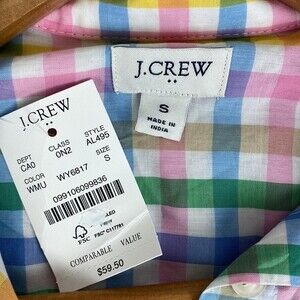 J.CREW
S
MADE IN
INDIA
J.CREW
DEPT CLASS STYLE
CA0 0N2 AL495
COLOR SIZE
WMU WY6817 S
099106099836
FSC
COMPARABLE VALUE
$59.50